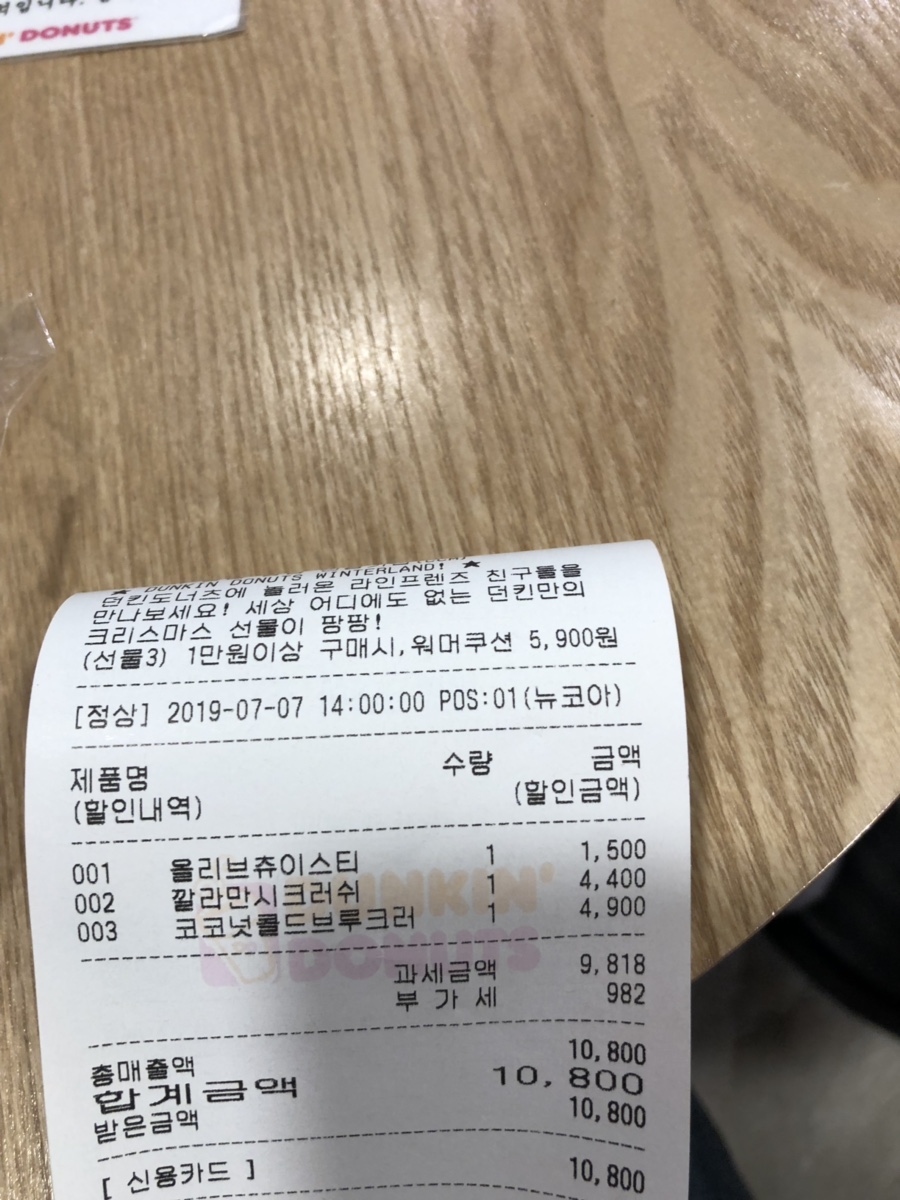 DONUTS
★ DUNKIN DONUTS WINTERLAND! ★
던킨도너츠에 놀러온 라인프렌즈 친구들을
만나보세요! 세상 어디에도 없는 던킨만의
크리스마스 선물이 팡팡!
(선물3) 1만원이상 구매시,워머쿠션 5,900원
[정상] 2019-07-07 14:00:00 POS:01(뉴코아)
제품명 수량 금액
(할인내역) (할인금액)
001 올리브츄이스티 1 1,500
002 깔라만시크러쉬 1 4,400
003 코코넛콜드브루크러 1 4,900
DUNKIN'
DONUTS
과세금액 9,818
부 가 세 982
총매출액 10,800
합계금액 10,800
받은금액 10,800
[ 신용카드 ] 10,800